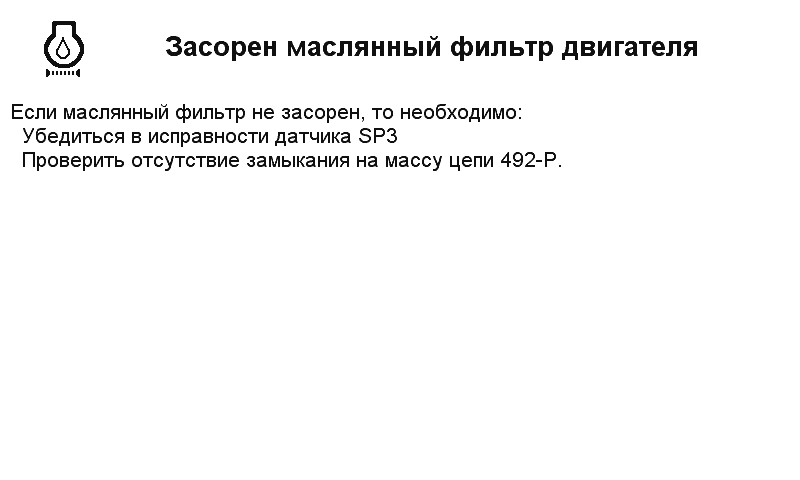 Засорен маслянный фильтр двигателя
Если маслянный фильтр не засорен, то необходимо:
Убедиться в исправности датчика SP3
Проверить отсутствие замыкания на массу цепи 492-Р.